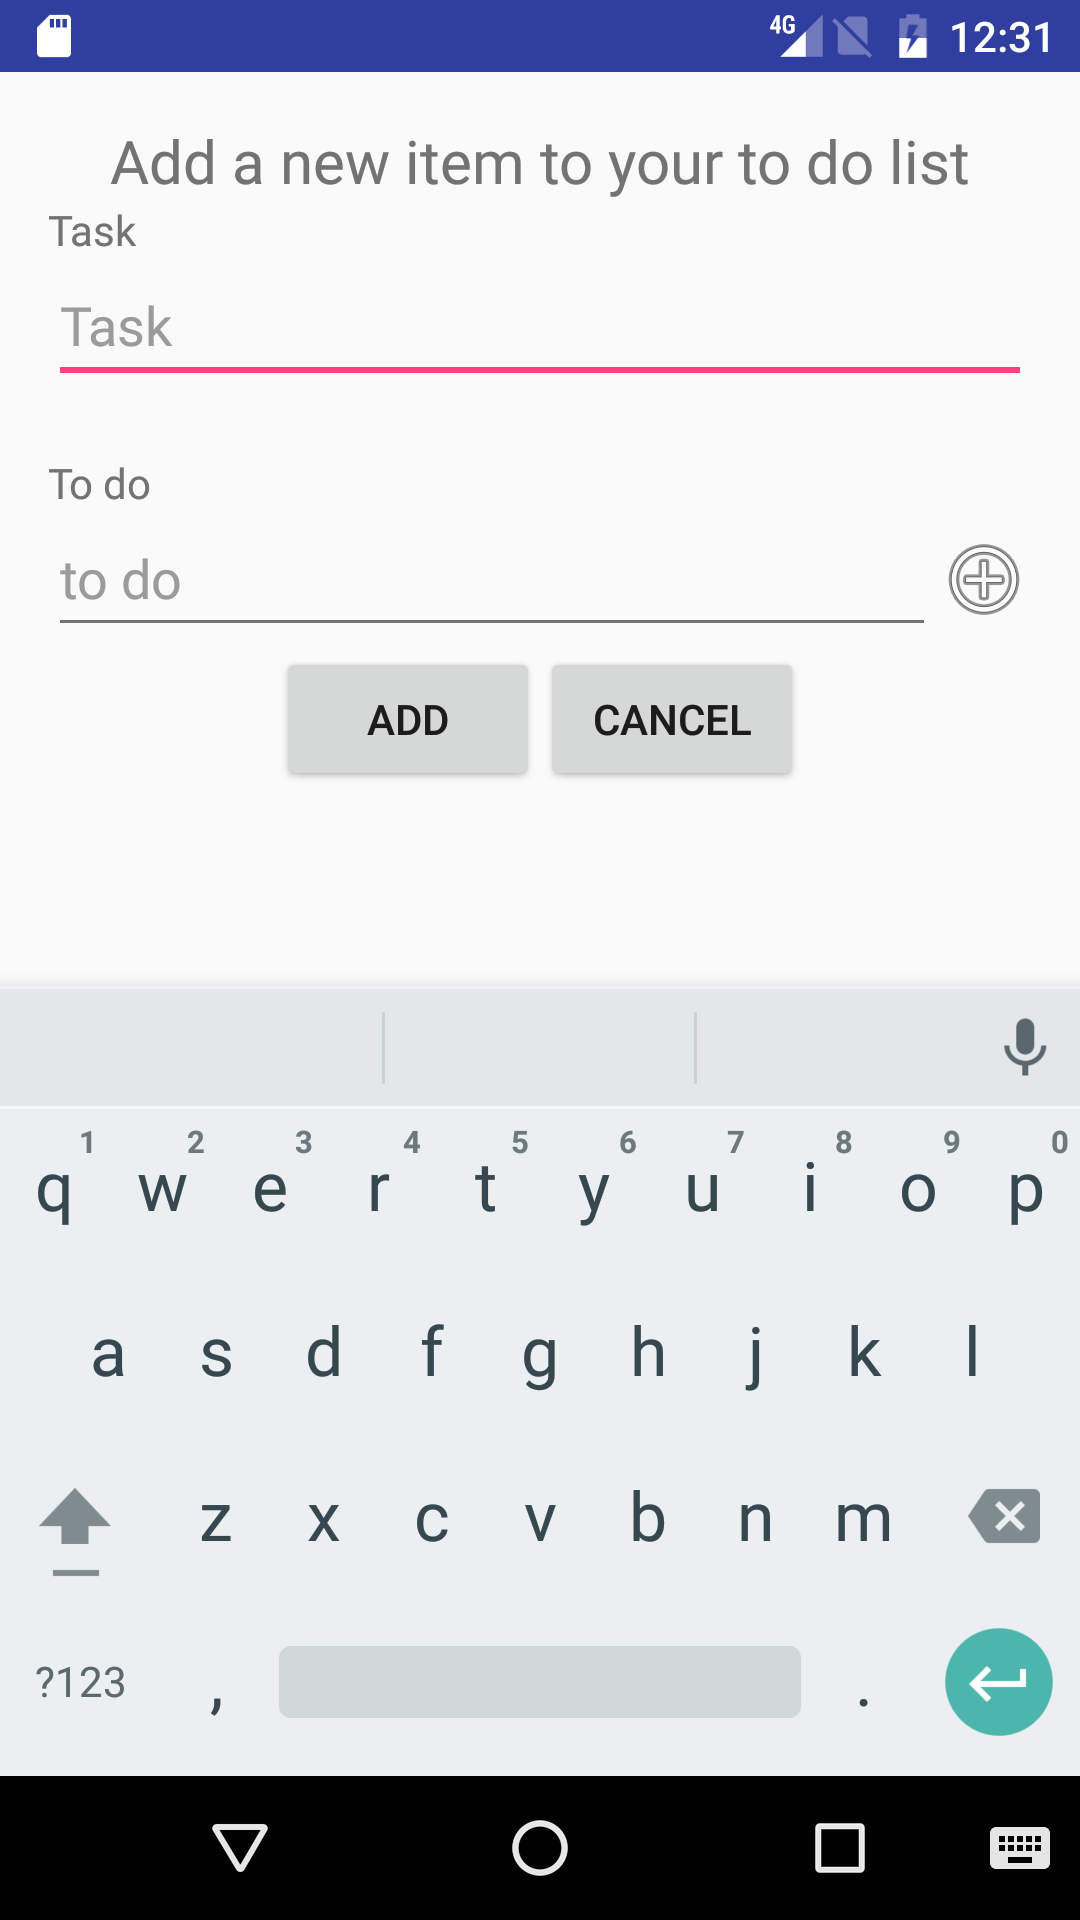 4G 12:31
Add a new item to your to do list
Task
Task
To do
to do
ADD CANCEL
1 2 3 4 5 6 7 8 9 0
q w e r t y u i o p
a s d f g h j k l
z x c v b n m
?123 , .